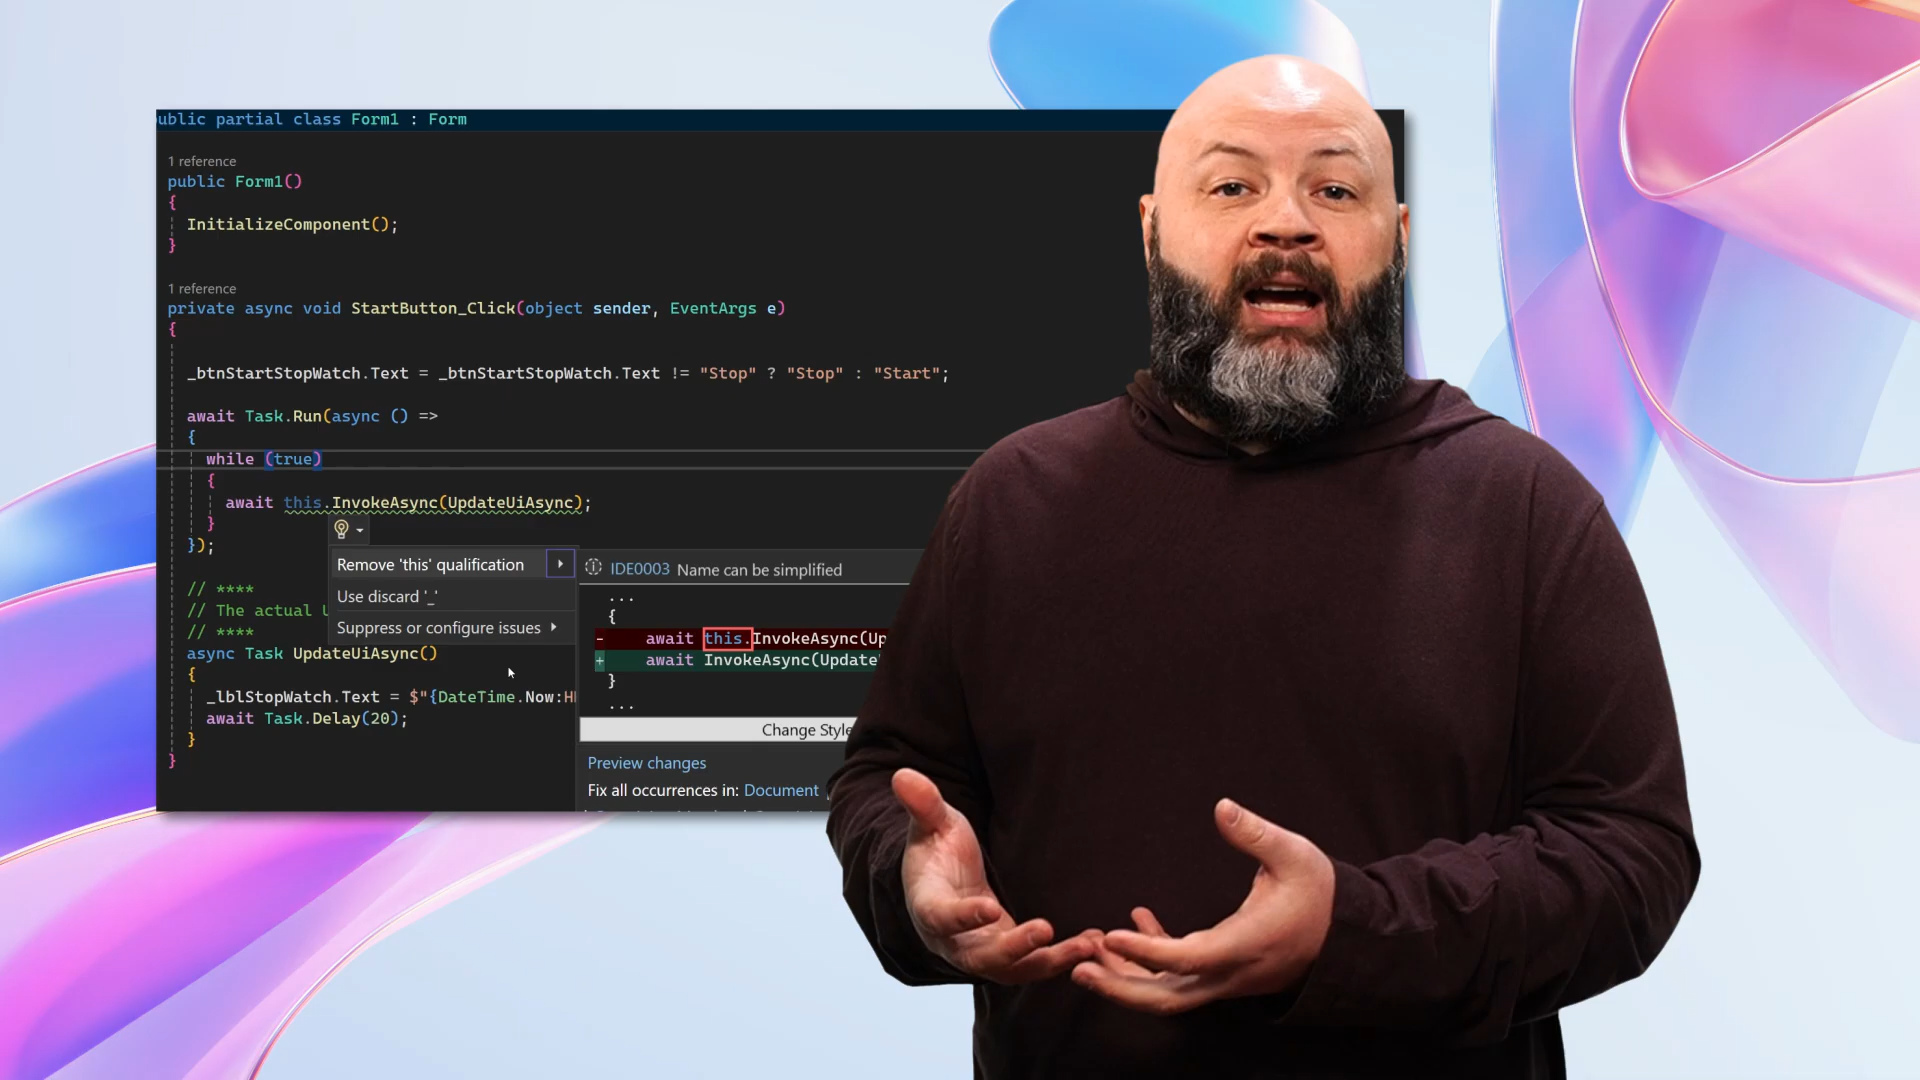 ublic partial class Form1 : Form
1 reference
public Form1()
{
InitializeComponent();
}
1 reference
private async void StartButton_Click(object sender, EventArgs e)
{
_btnStartStopWatch.Text = _btnStartStopWatch.Text != "Stop" ? "Stop" : "Start";
await Task.Run(async () =>
{
while (true)
{
await this.InvokeAsync(UpdateUiAsync);
}
});
// ****
// The actual
// ****
async Task UpdateUiAsync()
{
_lblStopWatch.Text = $"{DateTime.Now:H
await Task.Delay(20);
}
}
Remove 'this' qualification
Use discard '_'
Suppress or configure issues
IDE0003 Name can be simplified
...
{
- await this.InvokeAsync(Up
+ await InvokeAsync(Update
}
...
Change Style
Preview changes
Fix all occurrences in: Document